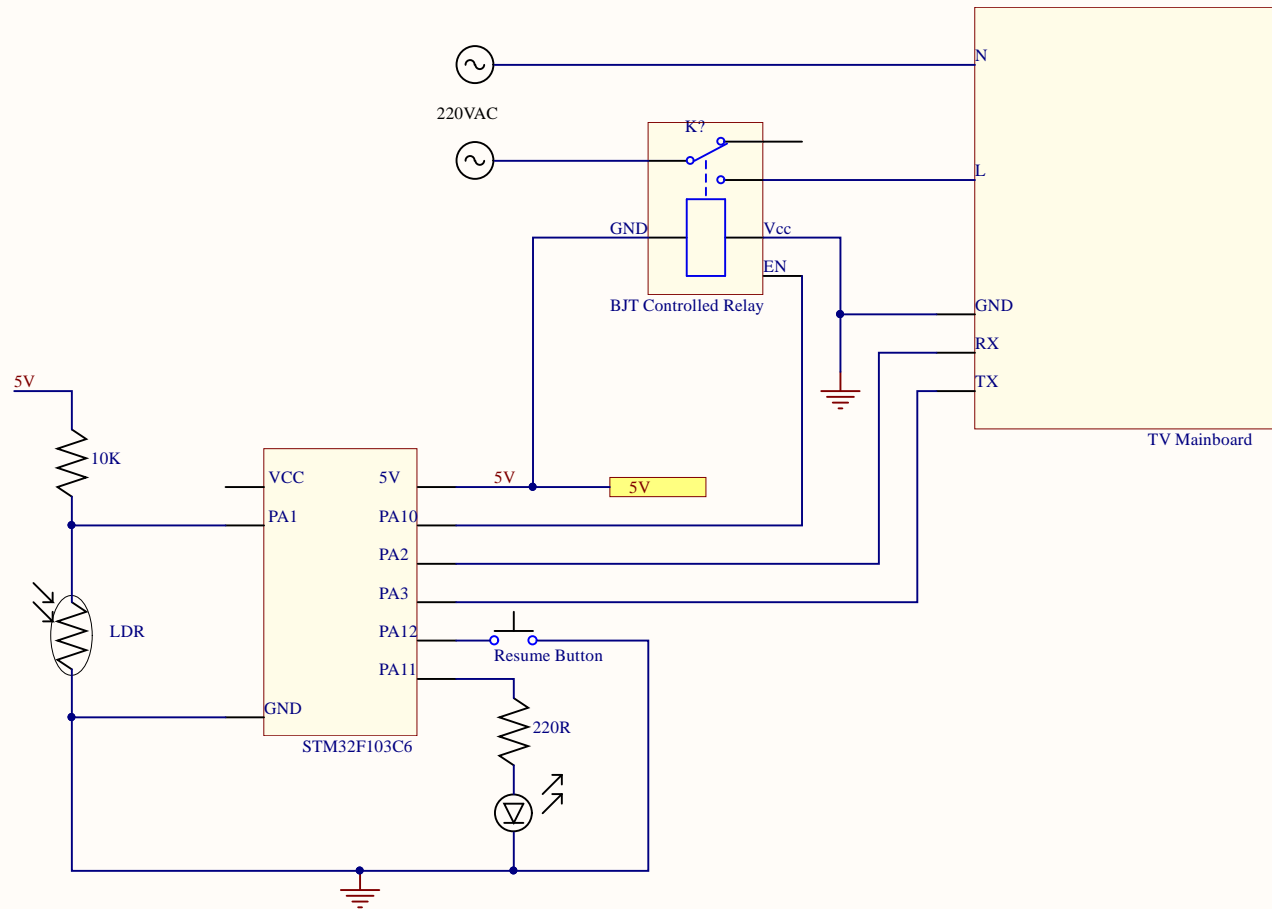 N
220VAC
K?
L
GND
Vcc
EN
BJT Controlled Relay
GND
RX
TX
TV Mainboard
5V
10K
VCC
5V
5V
5V
PA1
PA10
PA2
PA3
LDR
PA12
Resume Button
PA11
GND
220R
STM32F103C6